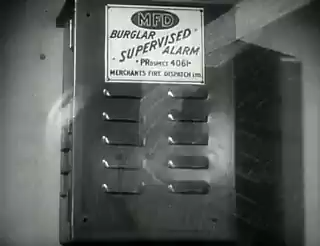 MFD
BURGLAR
SUPERVISED
ALARM
· PROSPECT 4061 ·
MERCHANTS FIRE DISPATCH LTD.